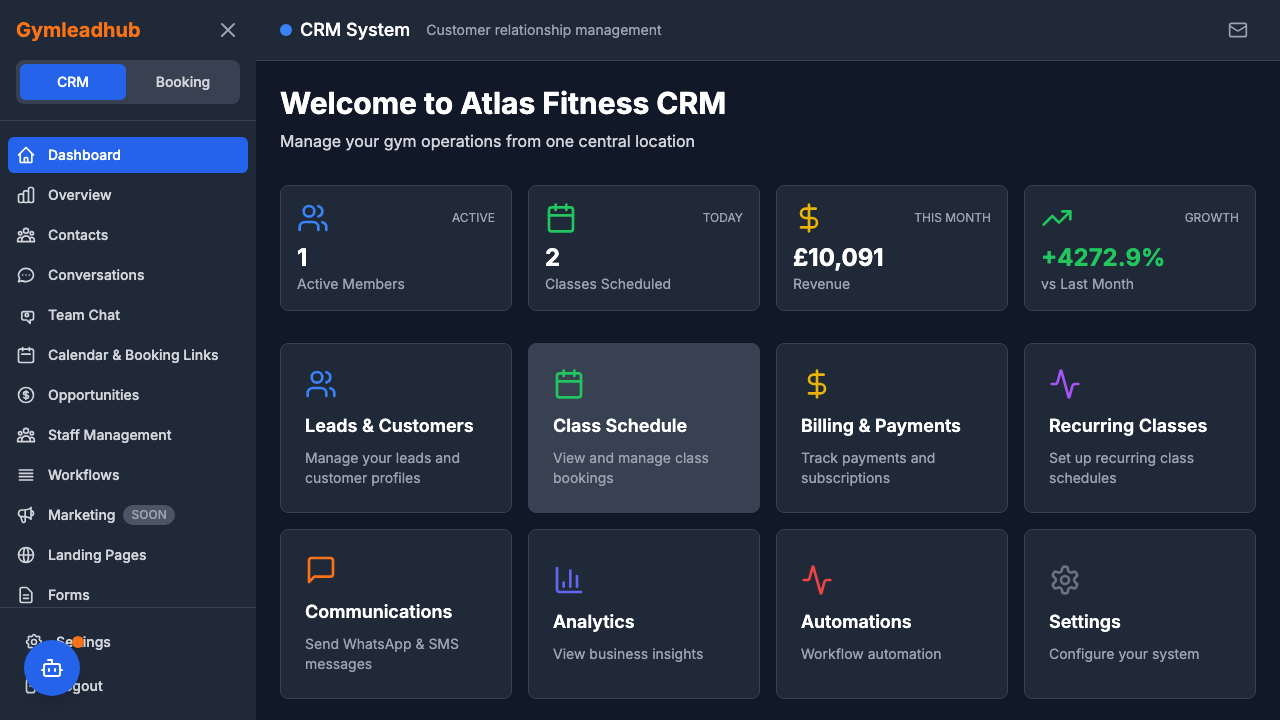 Gymleadhub
CRM
Booking
Dashboard
Overview
Contacts
Conversations
Team Chat
Calendar & Booking Links
Opportunities
Staff Management
Workflows
Marketing SOON
Landing Pages
Forms
CRM System Customer relationship management
Welcome to Atlas Fitness CRM
Manage your gym operations from one central location
ACTIVE
1
Active Members
TODAY
2
Classes Scheduled
THIS MONTH
£10,091
Revenue
GROWTH
+4272.9%
vs Last Month
Leads & Customers
Manage your leads and
customer profiles
Class Schedule
View and manage class
bookings
Billing & Payments
Track payments and
subscriptions
Recurring Classes
Set up recurring class
schedules
Communications
Send WhatsApp & SMS
messages
Analytics
View business insights
Automations
Workflow automation
Settings
Configure your system